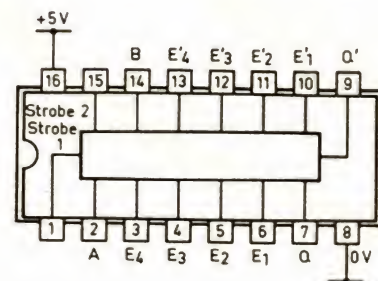 +5V
B E'4 E'3 E'2 E'1 Q'
16 15 14 13 12 11 10 9
Strobe 2
Strobe
1
1 2 3 4 5 6 7 8
A E4 E3 E2 E1 Q 0V